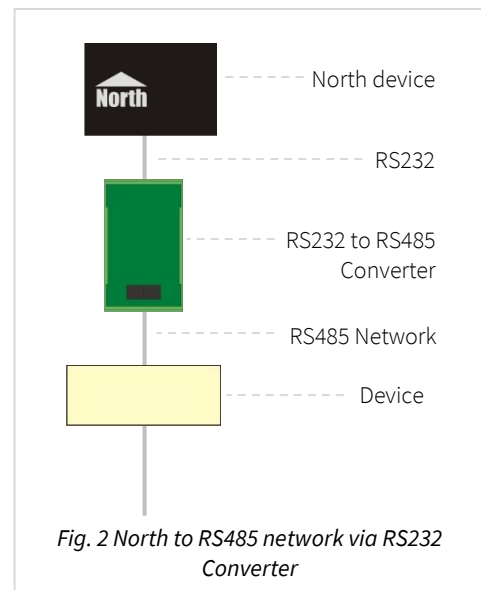 North
North device
RS232
RS232 to RS485
Converter
RS485 Network
Device
Fig. 2 North to RS485 network via RS232
Converter